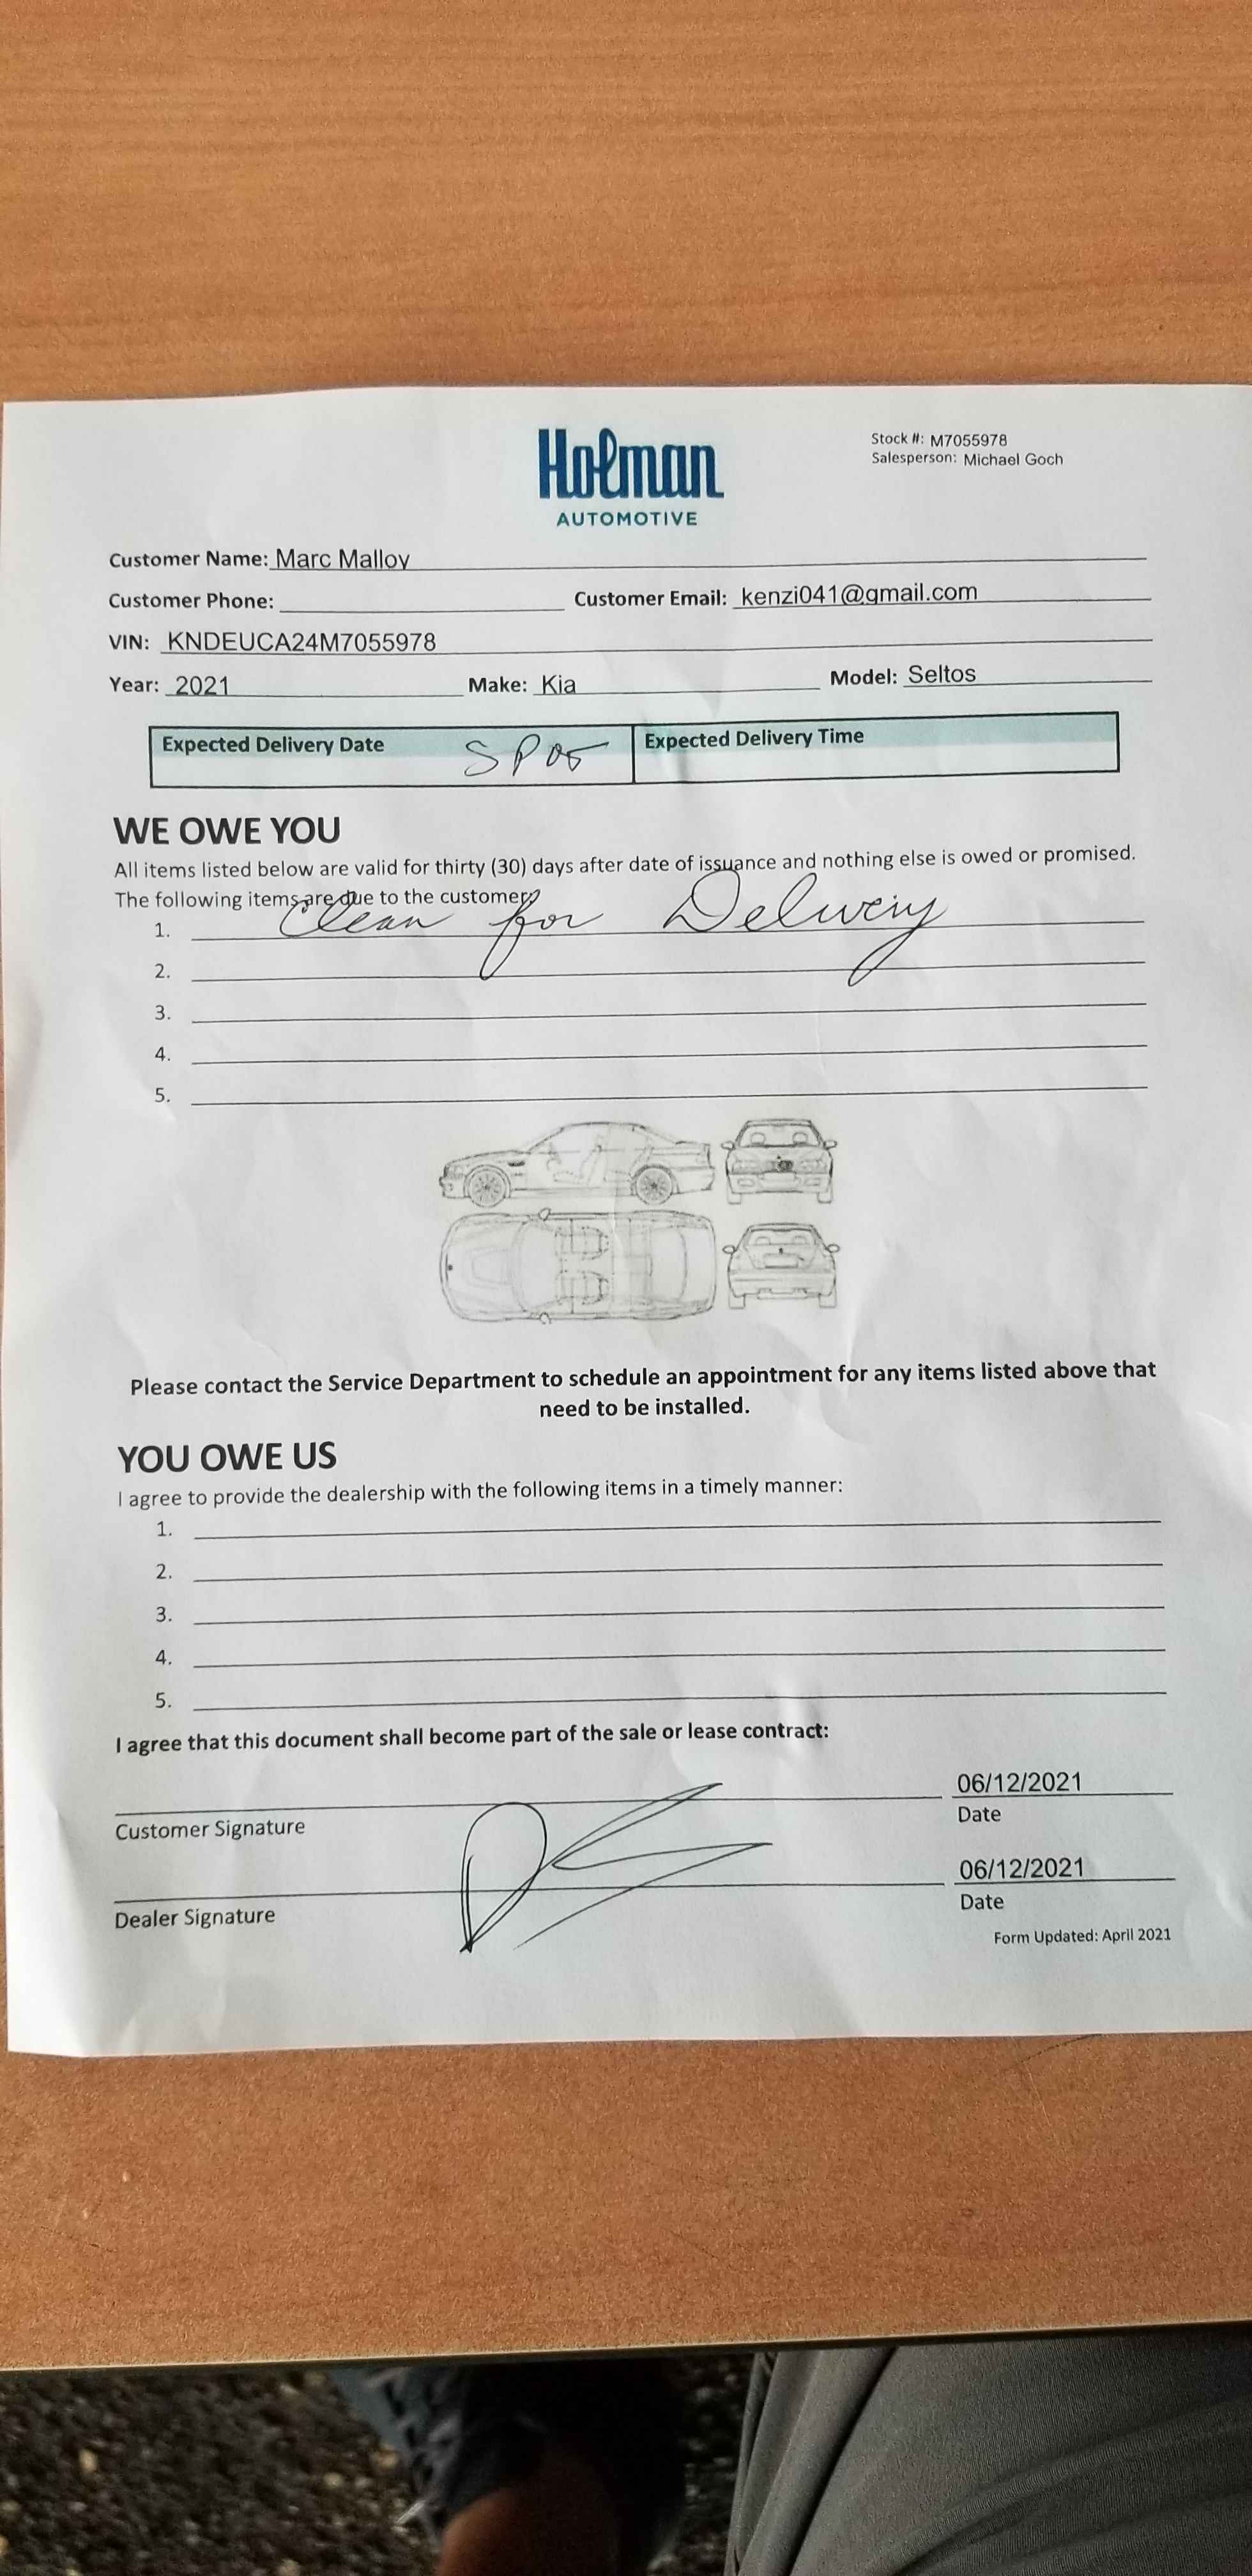 Holman
AUTOMOTIVE
Stock #: M7055978
Salesperson: Michael Goch
Customer Name: Marc Malloy
Customer Phone: Customer Email: kenzi041@gmail.com
VIN: KNDEUCA24M7055978
Year: 2021 Make: Kia Model: Seltos
Expected Delivery Date SPOT Expected Delivery Time
WE OWE YOU
All items listed below are valid for thirty (30) days after date of issuance and nothing else is owed or promised.
The following items are due to the customer:
1. Clean for Delivery
2.
3.
4.
5.
Please contact the Service Department to schedule an appointment for any items listed above that
need to be installed.
YOU OWE US
I agree to provide the dealership with the following items in a timely manner:
1.
2.
3.
4.
5.
I agree that this document shall become part of the sale or lease contract:
06/12/2021
Customer Signature Date
06/12/2021
Dealer Signature Date
Form Updated: April 2021